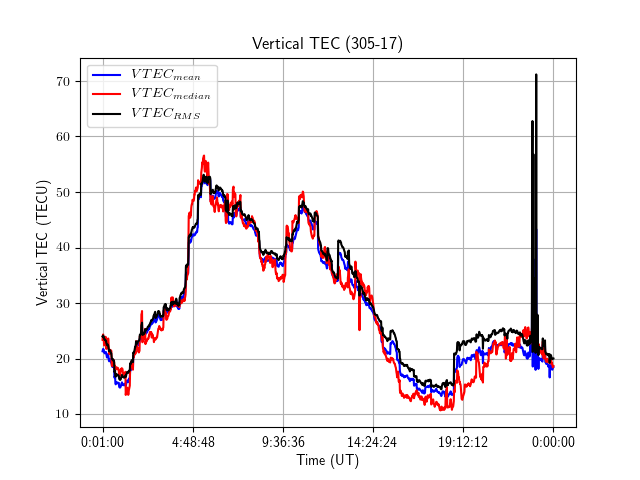 Vertical TEC (305-17)
VTEC_mean
VTEC_median
VTEC_RMS
70
60
50
40
30
20
10
Vertical TEC (TECU)
0:01:00 4:48:48 9:36:36 14:24:24 19:12:12 0:00:00
Time (UT)